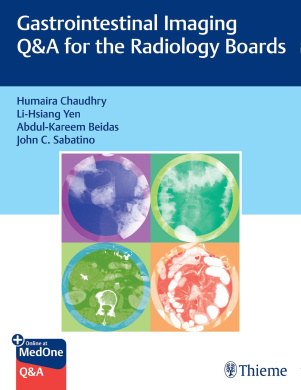 Gastrointestinal Imaging
Q&A for the Radiology Boards
Humaira Chaudhry
Li-Hsiang Yen
Abdul-Kareem Beidas
John C. Sabatino
Online at
MedOne
Q&A
Thieme